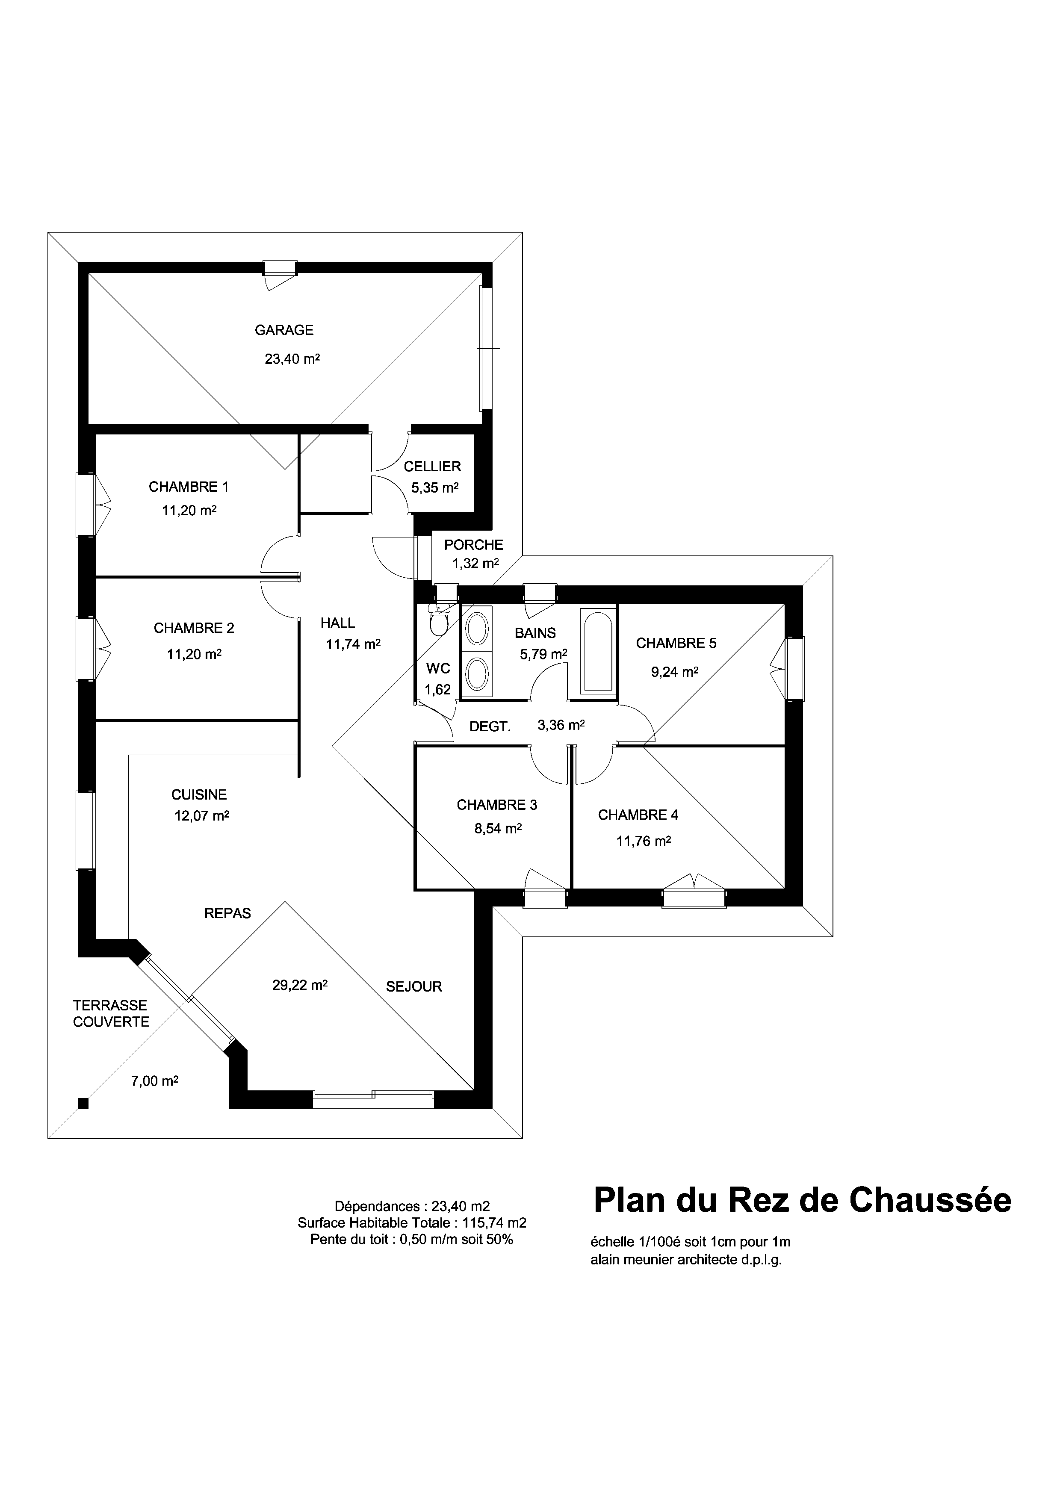 GARAGE
23,40 m²
CELLIER
5,35 m²
CHAMBRE 1
11,20 m²
PORCHE
1,32 m²
CHAMBRE 2
11,20 m²
HALL
11,74 m²
BAINS
5,79 m²
CHAMBRE 5
9,24 m²
WC
1,62
DEGT.
3,36 m²
CUISINE
12,07 m²
CHAMBRE 3
8,54 m²
CHAMBRE 4
11,76 m²
REPAS
29,22 m²
SEJOUR
TERRASSE
COUVERTE
7,00 m²
Dépendances : 23,40 m2
Surface Habitable Totale : 115,74 m2
Pente du toit : 0,50 m/m soit 50%
Plan du Rez de Chaussée
échelle 1/100é soit 1cm pour 1m
alain meunier architecte d.p.l.g.